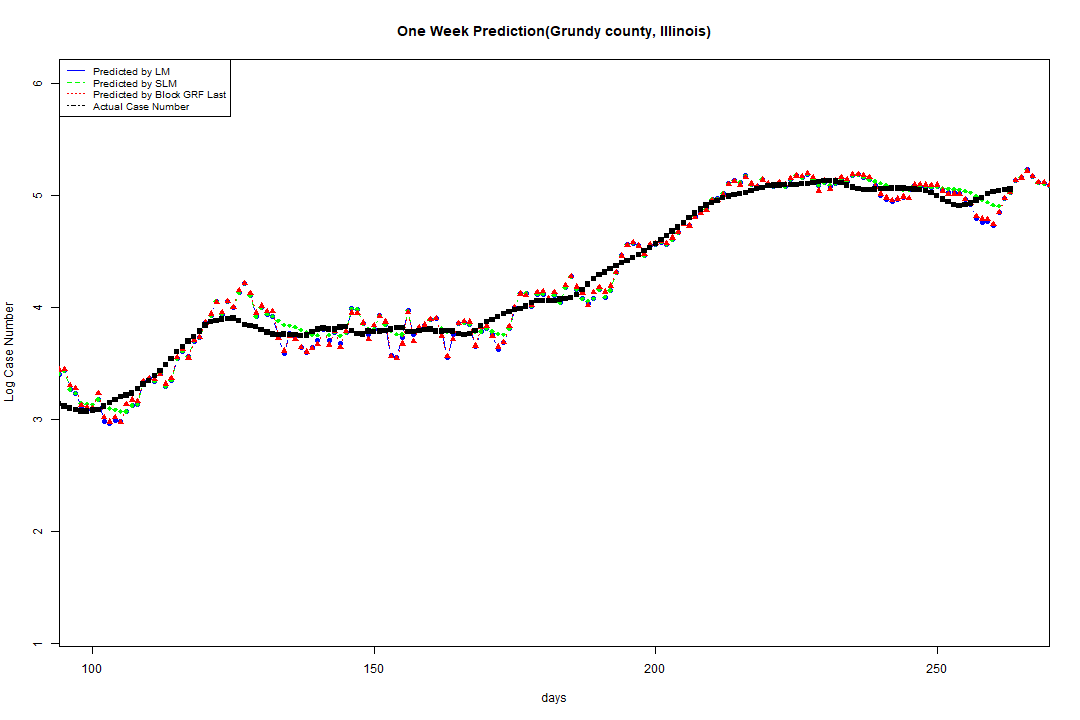 One Week Prediction(Grundy county, Illinois)
Predicted by LM
Predicted by SLM
Predicted by Block GRF Last
Actual Case Number
6
5
4
3
2
1
Log Case Number
100 150 200 250
days